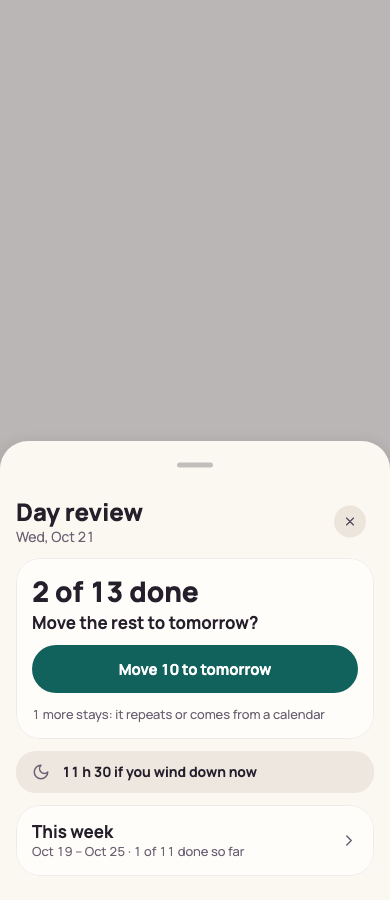 Day review
Wed, Oct 21
2 of 13 done
Move the rest to tomorrow?
Move 10 to tomorrow
1 more stays: it repeats or comes from a calendar
11 h 30 if you wind down now
This week
Oct 19 – Oct 25 · 1 of 11 done so far